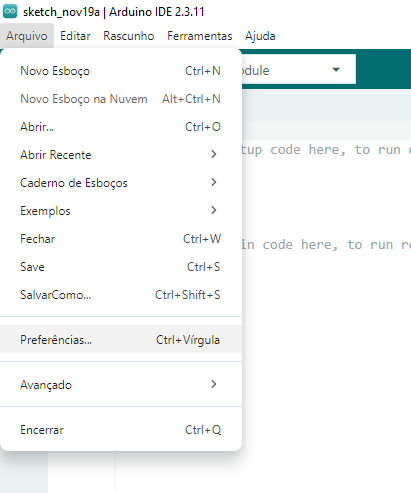 sketch_nov19a | Arduino IDE 2.3.11
Arquivo Editar Rascunho Ferramentas Ajuda
Novo Esboço Ctrl+N
Novo Esboço na Nuvem Alt+Ctrl+N
Abrir... Ctrl+O
Abrir Recente
Caderno de Esboços
Exemplos
Fechar Ctrl+W
Save Ctrl+S
SalvarComo... Ctrl+Shift+S
Preferências... Ctrl+Vírgula
Avançado
Encerrar Ctrl+Q
odule
tup code here, to run
in code here, to run